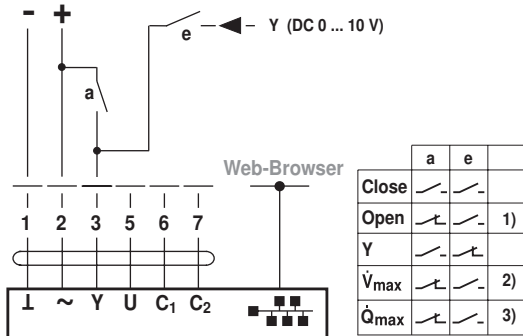 - +
e
Y (DC 0 ... 10 V)
a
Web-Browser
1 2 3 5 6 7
⊥ ~ Y U C₁ C₂
a e
Close
Open 1)
Y
V̇max 2)
Q̇max 3)